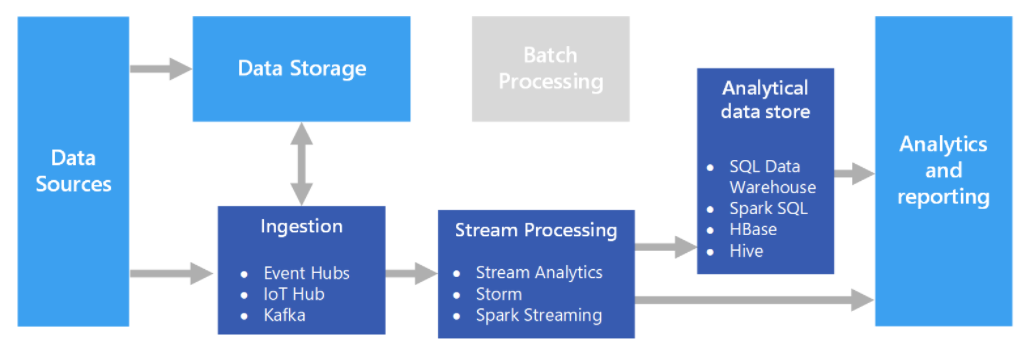 Data
Sources
Data Storage
Batch
Processing
Ingestion
● Event Hubs
● IoT Hub
● Kafka
Stream Processing
● Stream Analytics
● Storm
● Spark Streaming
Analytical
data store
● SQL Data
Warehouse
● Spark SQL
● HBase
● Hive
Analytics
and
reporting